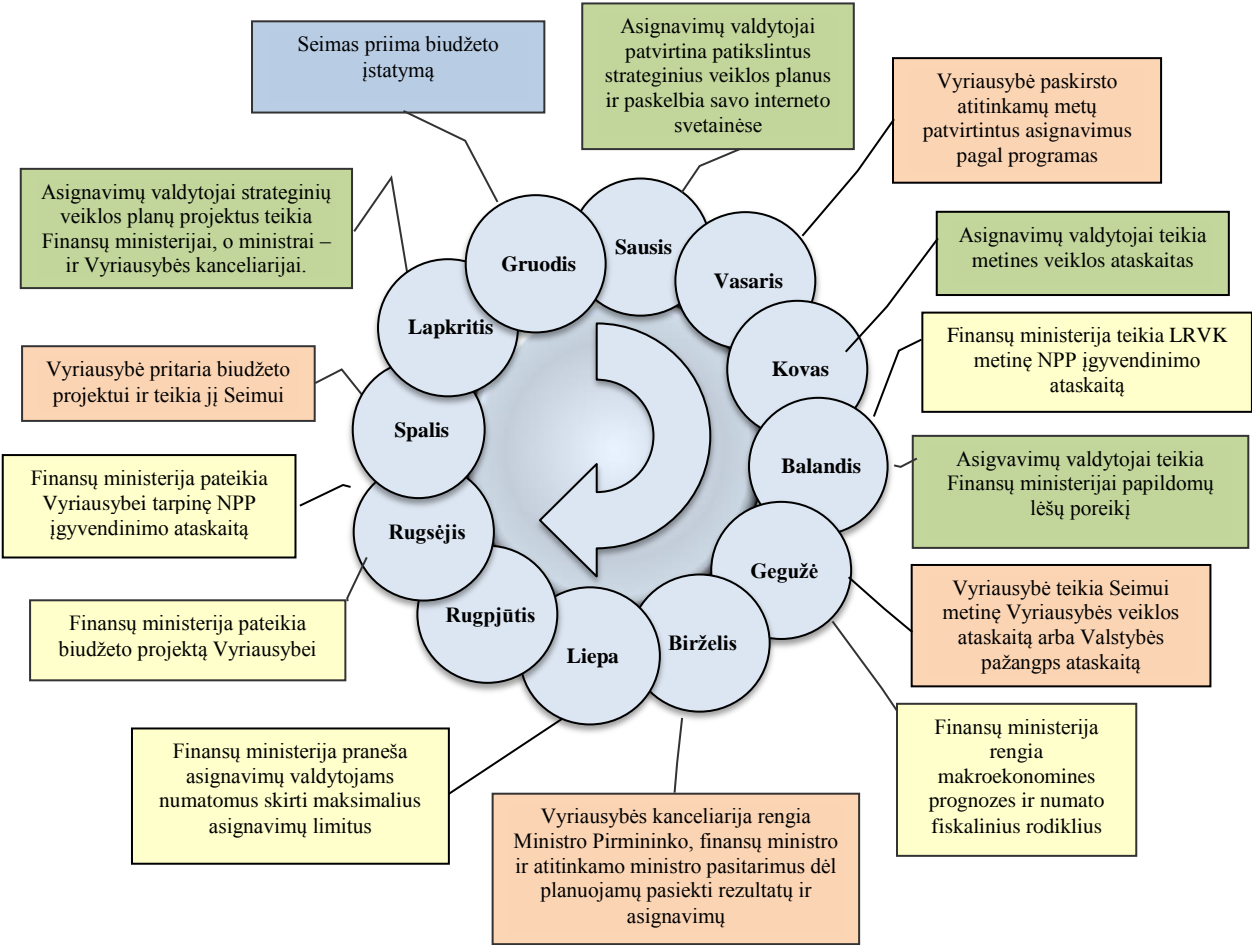 Seimas priima biudžeto
įstatymą
Asignavimų valdytojai
patvirtina patikslintus
strateginius veiklos planus
ir paskelbia savo interneto
svetainėse
Vyriausybė paskirsto
atitinkamų metų
patvirtintus asignavimus
pagal programas
Asignavimų valdytojai teikia
metines veiklos ataskaitas
Finansų ministerija teikia LRVK
metinę NPP įgyvendinimo
ataskaitą
Asigvavimų valdytojai teikia
Finansų ministerijai papildomų
lėšų poreikį
Vyriausybė teikia Seimui
metinę Vyriausybės veiklos
ataskaitą arba Valstybės
pažangps ataskaitą
Finansų ministerija
rengia
makroekonomines
prognozes ir numato
fiskalinius rodiklius
Vyriausybės kanceliarija rengia
Ministro Pirmininko, finansų ministro
ir atitinkamo ministro pasitarimus dėl
planuojamų pasiekti rezultatų ir
asignavimų
Finansų ministerija praneša
asignavimų valdytojams
numatomus skirti maksimalius
asignavimų limitus
Finansų ministerija pateikia
biudžeto projektą Vyriausybei
Finansų ministerija pateikia
Vyriausybei tarpinę NPP
įgyvendinimo ataskaitą
Vyriausybė pritaria biudžeto
projektui ir teikia jį Seimui
Asignavimų valdytojai strateginių
veiklos planų projektus teikia
Finansų ministerijai, o ministrai –
ir Vyriausybės kanceliarijai.
Sausis
Vasaris
Kovas
Balandis
Gegužė
Birželis
Liepa
Rugpjūtis
Rugsėjis
Spalis
Lapkritis
Gruodis